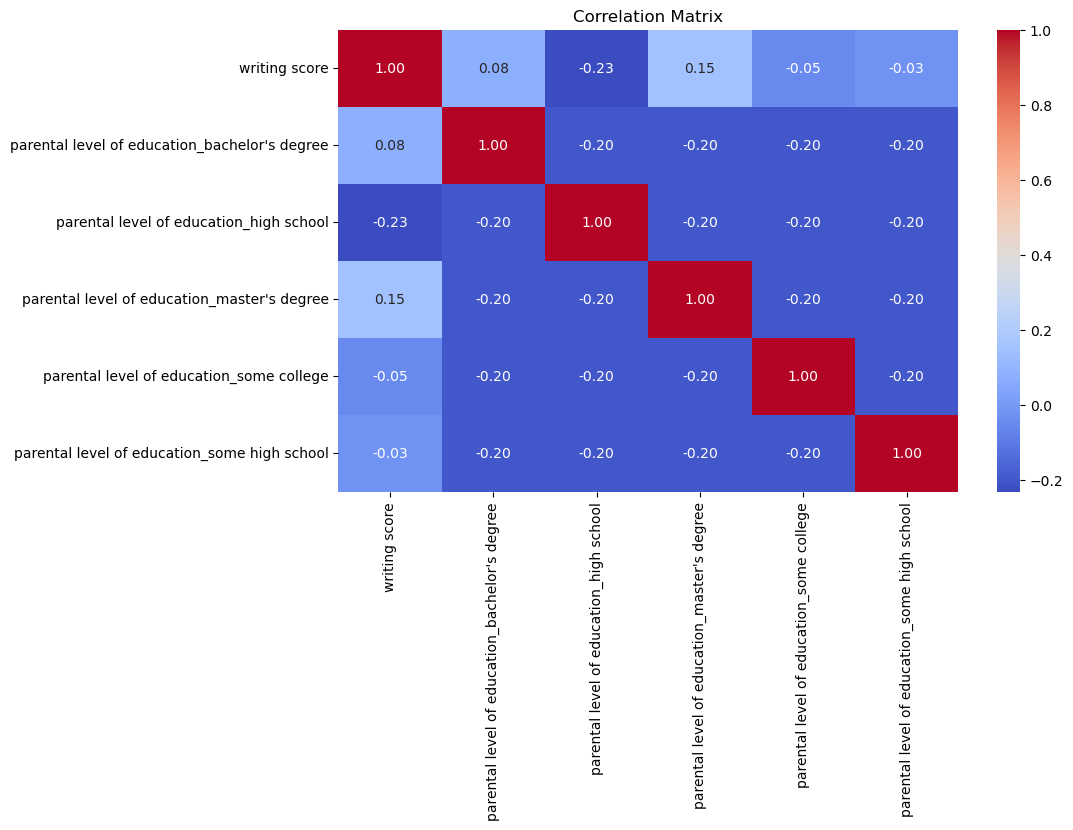 Correlation Matrix
writing score 1.00 0.08 -0.23 0.15 -0.05 -0.03
parental level of education_bachelor's degree 0.08 1.00 -0.20 -0.20 -0.20 -0.20
parental level of education_high school -0.23 -0.20 1.00 -0.20 -0.20 -0.20
parental level of education_master's degree 0.15 -0.20 -0.20 1.00 -0.20 -0.20
parental level of education_some college -0.05 -0.20 -0.20 -0.20 1.00 -0.20
parental level of education_some high school -0.03 -0.20 -0.20 -0.20 -0.20 1.00
writing score
parental level of education_bachelor's degree
parental level of education_high school
parental level of education_master's degree
parental level of education_some college
parental level of education_some high school
1.0
0.8
0.6
0.4
0.2
0.0
−0.2